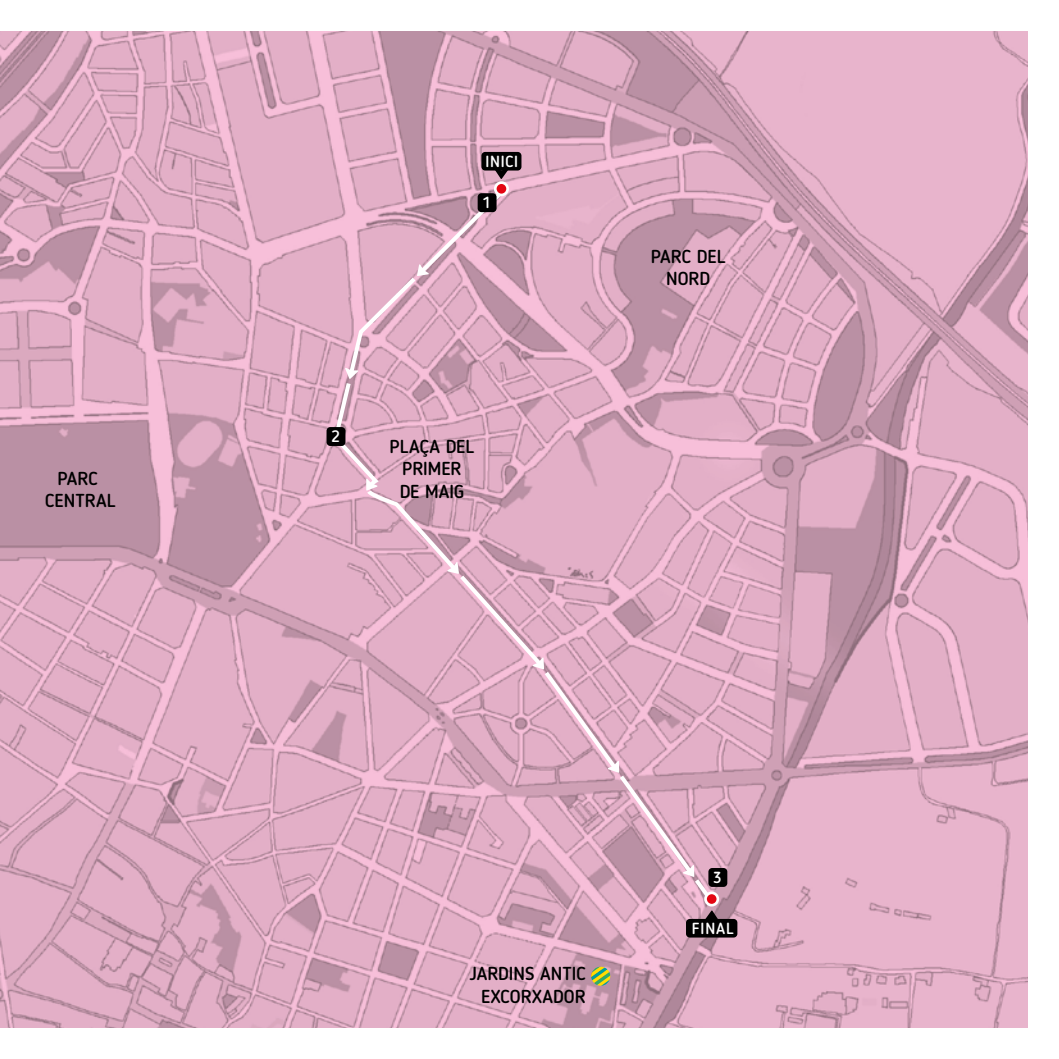 INICI
1
PARC DEL
NORD
2
PLAÇA DEL
PRIMER
DE MAIG
PARC
CENTRAL
3
FINAL
JARDINS ANTIC
EXCORXADOR